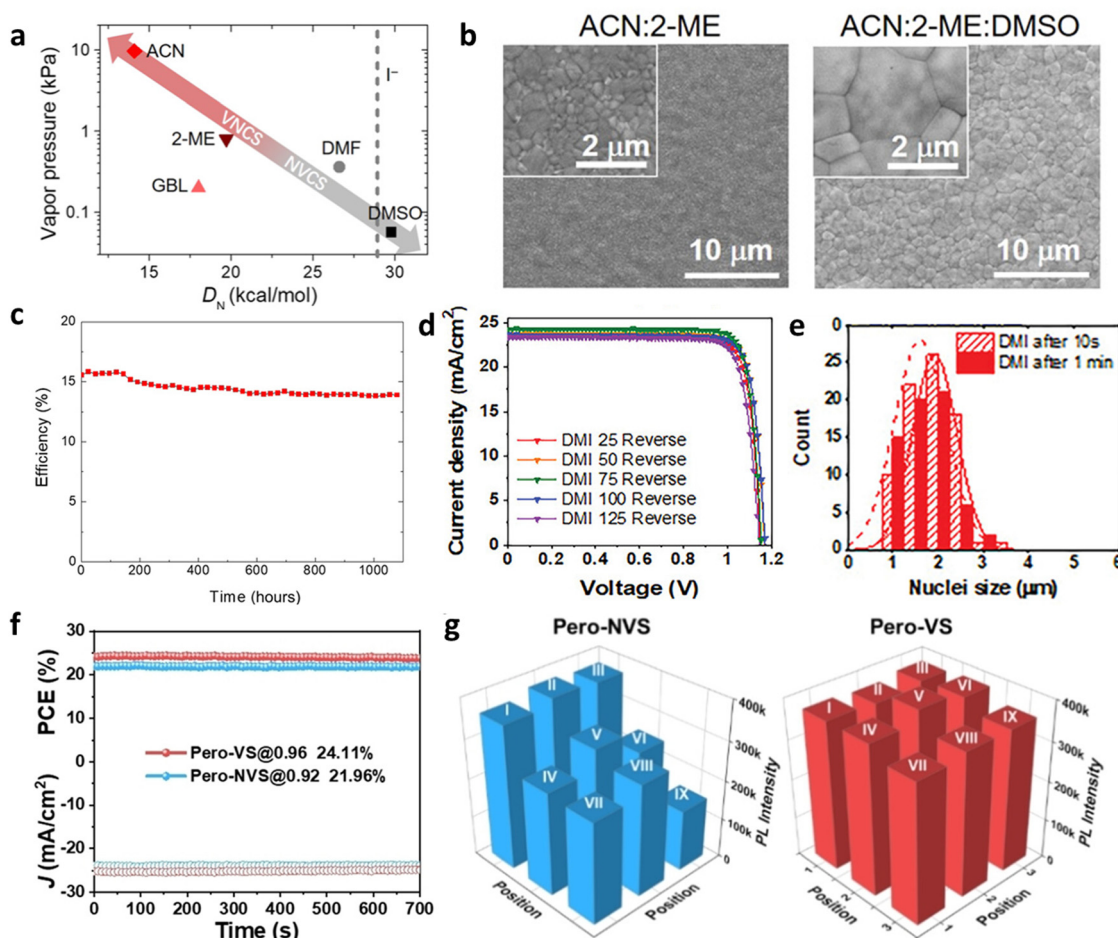 a
Vapor pressure (kPa)
10
1
0.1
ACN
I⁻
VNCS
2-ME
NVCS
DMF
GBL
DMSO
15 20 25 30
D_N (kcal/mol)
b
ACN:2-ME
2 μm
10 μm
ACN:2-ME:DMSO
2 μm
10 μm
c
Efficiency (%)
20
15
10
5
0
0 200 400 600 800 1000
Time (hours)
d
Current density (mA/cm²)
25
20
15
10
5
0
DMI 25 Reverse
DMI 50 Reverse
DMI 75 Reverse
DMI 100 Reverse
DMI 125 Reverse
0 0.2 0.4 0.6 0.8 1 1.2
Voltage (V)
e
Count
0
5
10
15
20
25
30
0
DMI after 10s
DMI after 1 min
0 1 2 3 4 5 6
Nuclei size (μm)
f
PCE (%)
J (mA/cm²)
30
20
10
0
-10
-20
-30
Pero-VS@0.96 24.11%
Pero-NVS@0.92 21.96%
0 100 200 300 400 500 600 700
Time (s)
g
Pero-NVS
I II III
IV V VI
VII VIII IX
400k
300k
200k
100k
0
PL Intensity
Position
Position
Pero-VS
I II III
IV V VI
VII VIII IX
400k
300k
200k
100k
0
PL Intensity
1 2 3
Position
1 2 3
Position